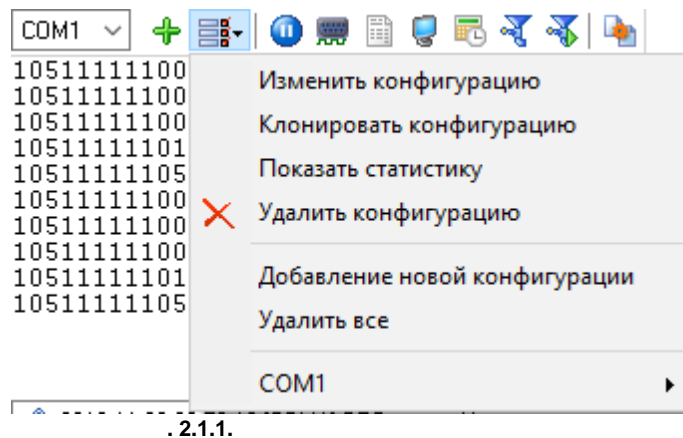 COM1
10511111100
10511111100
10511111100
10511111101
10511111105
10511111100
10511111100
10511111100
10511111101
10511111105
Изменить конфигурацию
Клонировать конфигурацию
Показать статистику
Удалить конфигурацию
Добавление новой конфигурации
Удалить все
COM1
. 2.1.1.